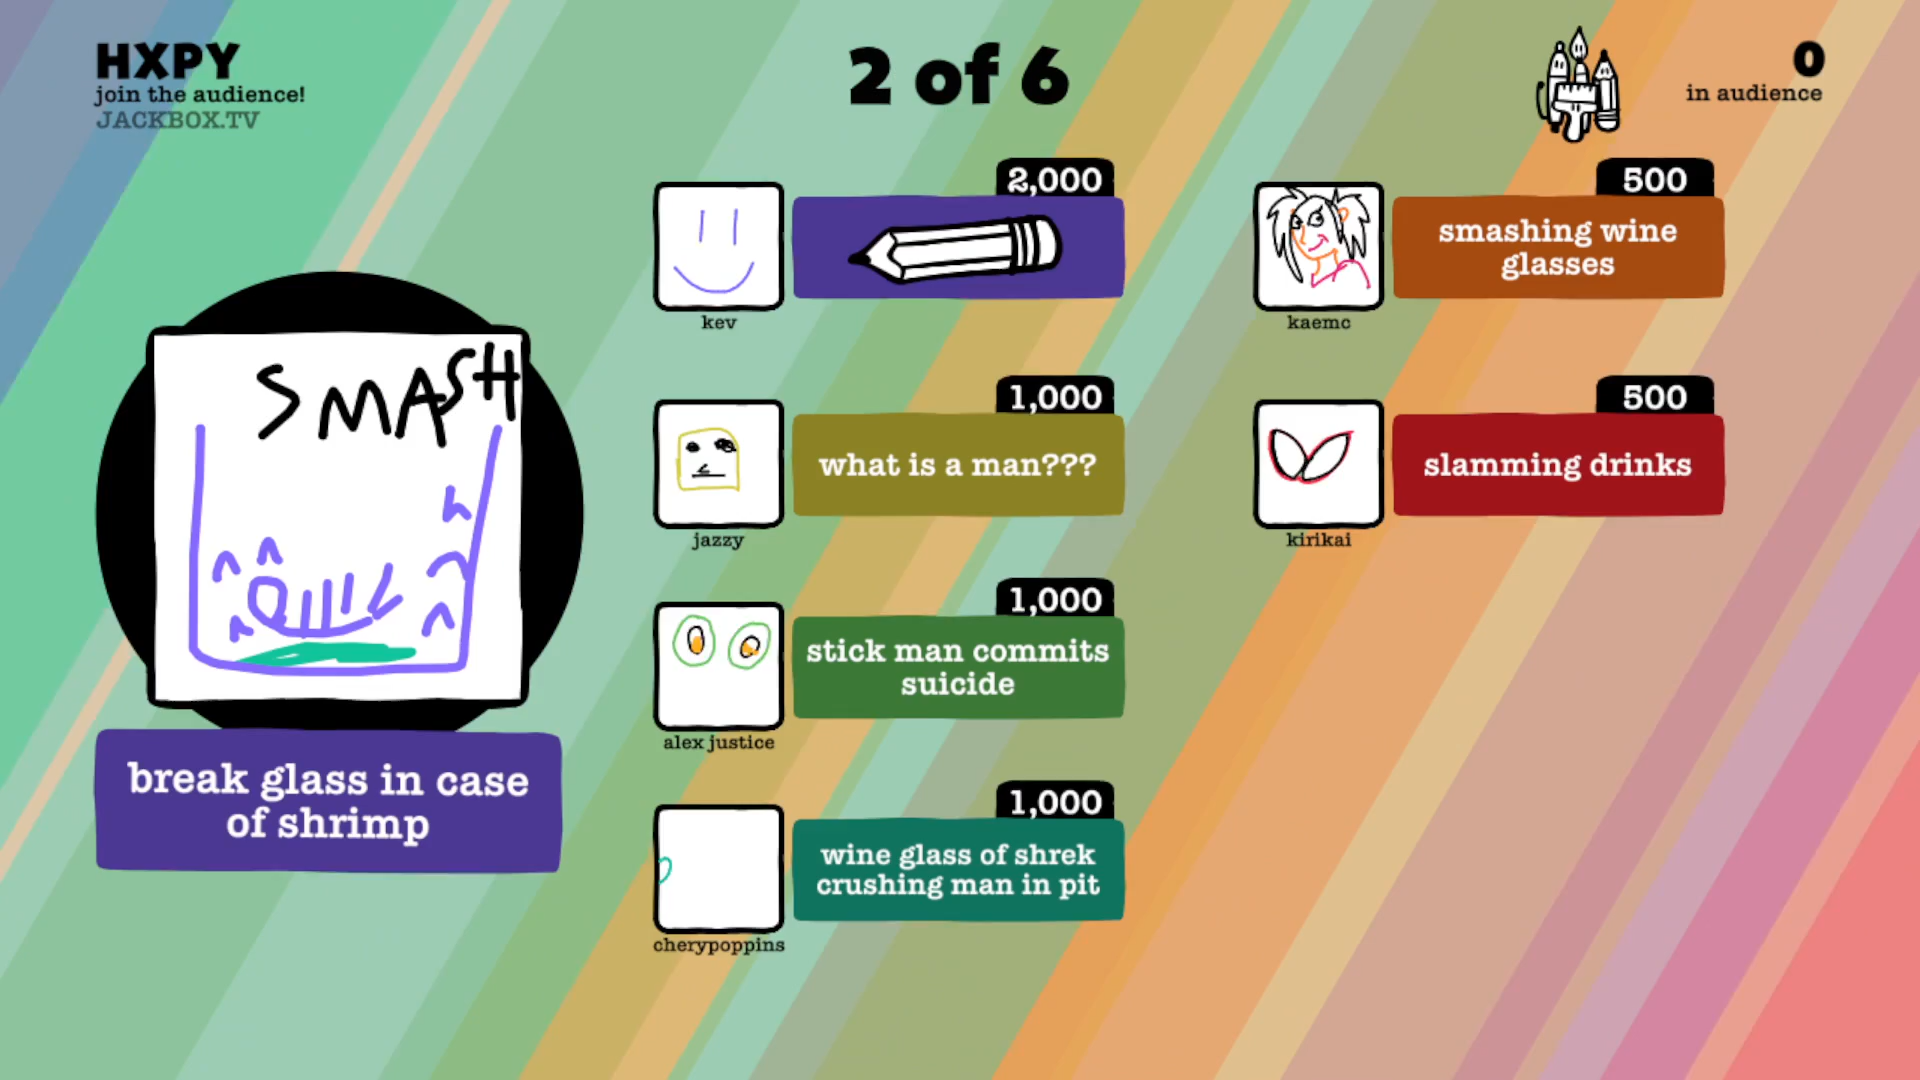 HXPY
join the audience!
JACKBOX.TV
2 of 6
0
in audience
SMASH
break glass in case
of shrimp
2,000
kev
1,000
what is a man???
jazzy
1,000
stick man commits
suicide
alex justice
1,000
wine glass of shrek
crushing man in pit
cherypoppins
500
smashing wine
glasses
kaemc
500
slamming drinks
kirikai